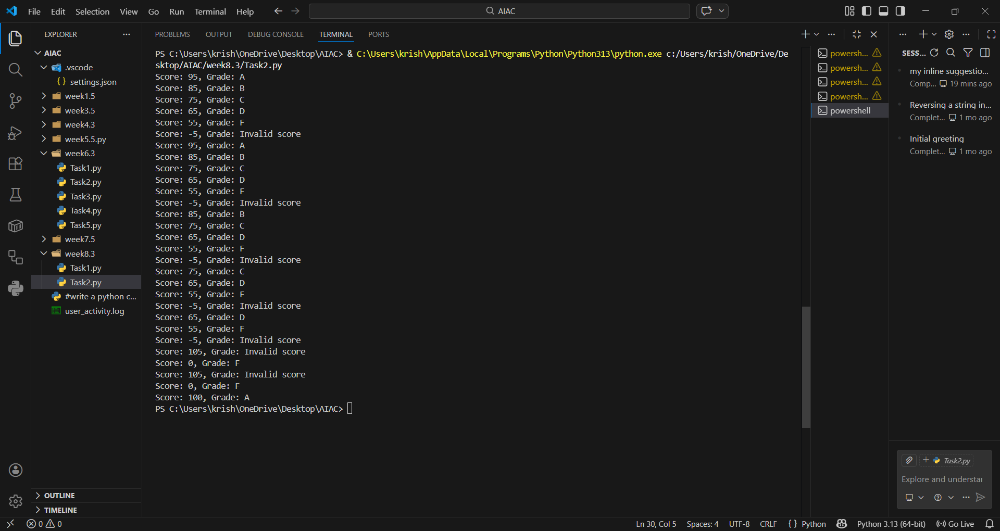 File Edit Selection View Go Run Terminal Help
AIAC
EXPLORER
AIAC
.vscode
{} settings.json
week1.5
week3.5
week4.3
week5.5.py
week6.3
Task1.py
Task2.py
Task3.py
Task4.py
Task5.py
week7.5
week8.3
Task1.py
Task2.py
#write a python c...
user_activity.log
OUTLINE
TIMELINE
PROBLEMS OUTPUT DEBUG CONSOLE TERMINAL PORTS
PS C:\Users\krish\OneDrive\Desktop\AIAC> & C:\Users\krish\AppData\Local\Programs\Python\Python313\python.exe c:/Users/krish/OneDrive/De
sktop/AIAC/week8.3/Task2.py
Score: 95, Grade: A
Score: 85, Grade: B
Score: 75, Grade: C
Score: 65, Grade: D
Score: 55, Grade: F
Score: -5, Grade: Invalid score
Score: 95, Grade: A
Score: 85, Grade: B
Score: 75, Grade: C
Score: 65, Grade: D
Score: 55, Grade: F
Score: -5, Grade: Invalid score
Score: 85, Grade: B
Score: 75, Grade: C
Score: 65, Grade: D
Score: 55, Grade: F
Score: -5, Grade: Invalid score
Score: 75, Grade: C
Score: 65, Grade: D
Score: 55, Grade: F
Score: -5, Grade: Invalid score
Score: 65, Grade: D
Score: 55, Grade: F
Score: -5, Grade: Invalid score
Score: 105, Grade: Invalid score
Score: 0, Grade: F
Score: 105, Grade: Invalid score
Score: 0, Grade: F
Score: 100, Grade: A
PS C:\Users\krish\OneDrive\Desktop\AIAC>
powersh...
powersh...
powersh...
powersh...
powershell
SESS...
my inline suggestio...
Comp... 19 mins ago
Reversing a string in...
Complet... 1 mo ago
Initial greeting
Complet... 1 mo ago
Task2.py
Explore and understar
0 0
Ln 30, Col 5 Spaces: 4 UTF-8 CRLF {} Python Python 3.13 (64-bit) Go Live